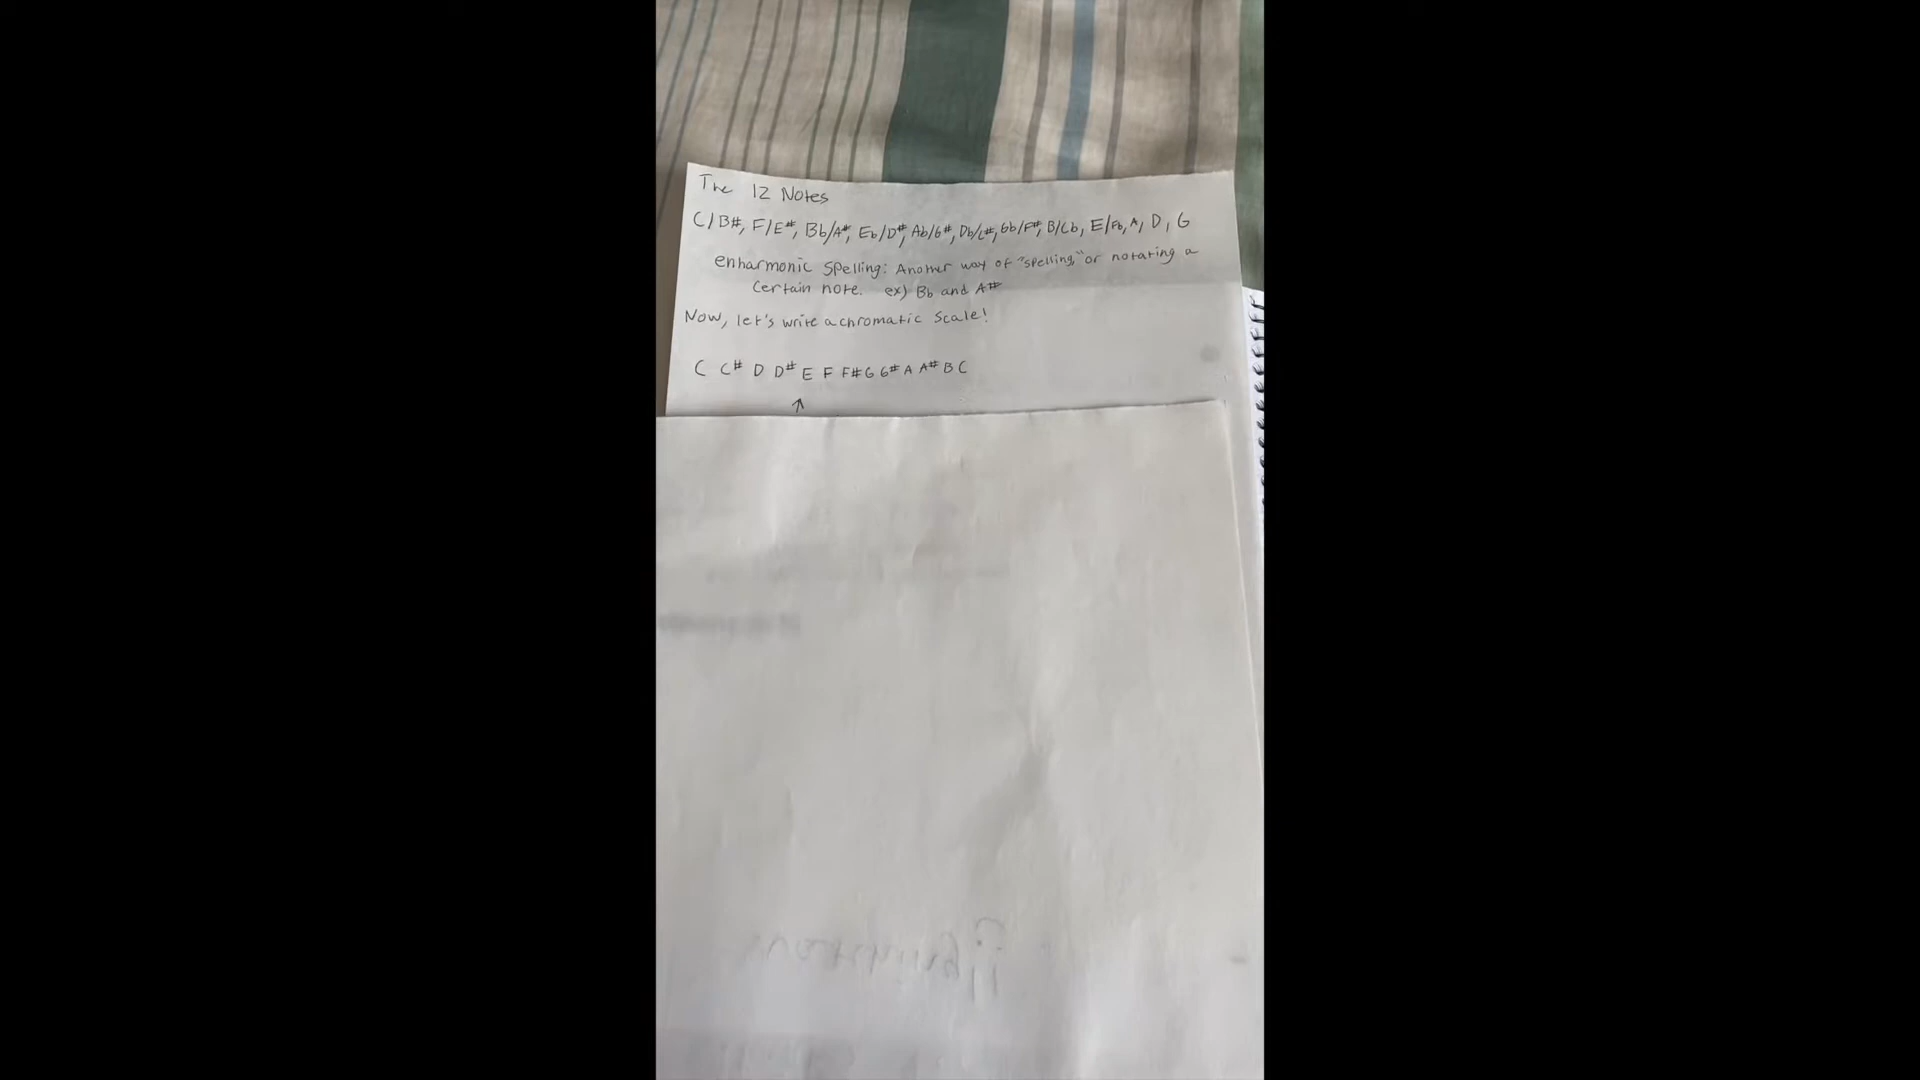 The 12 Notes
C/B#, F/E#, Bb/A#, Eb/D#, Ab/G#, Db/C#, Gb/F#, B/Cb, E/Fb, A, D, G
enharmonic spelling: Another way of "spelling," or notating a
certain note. ex) Bb and A#
Now, let's write a chromatic scale!
C C# D D# E F F# G G# A A# B C
↑